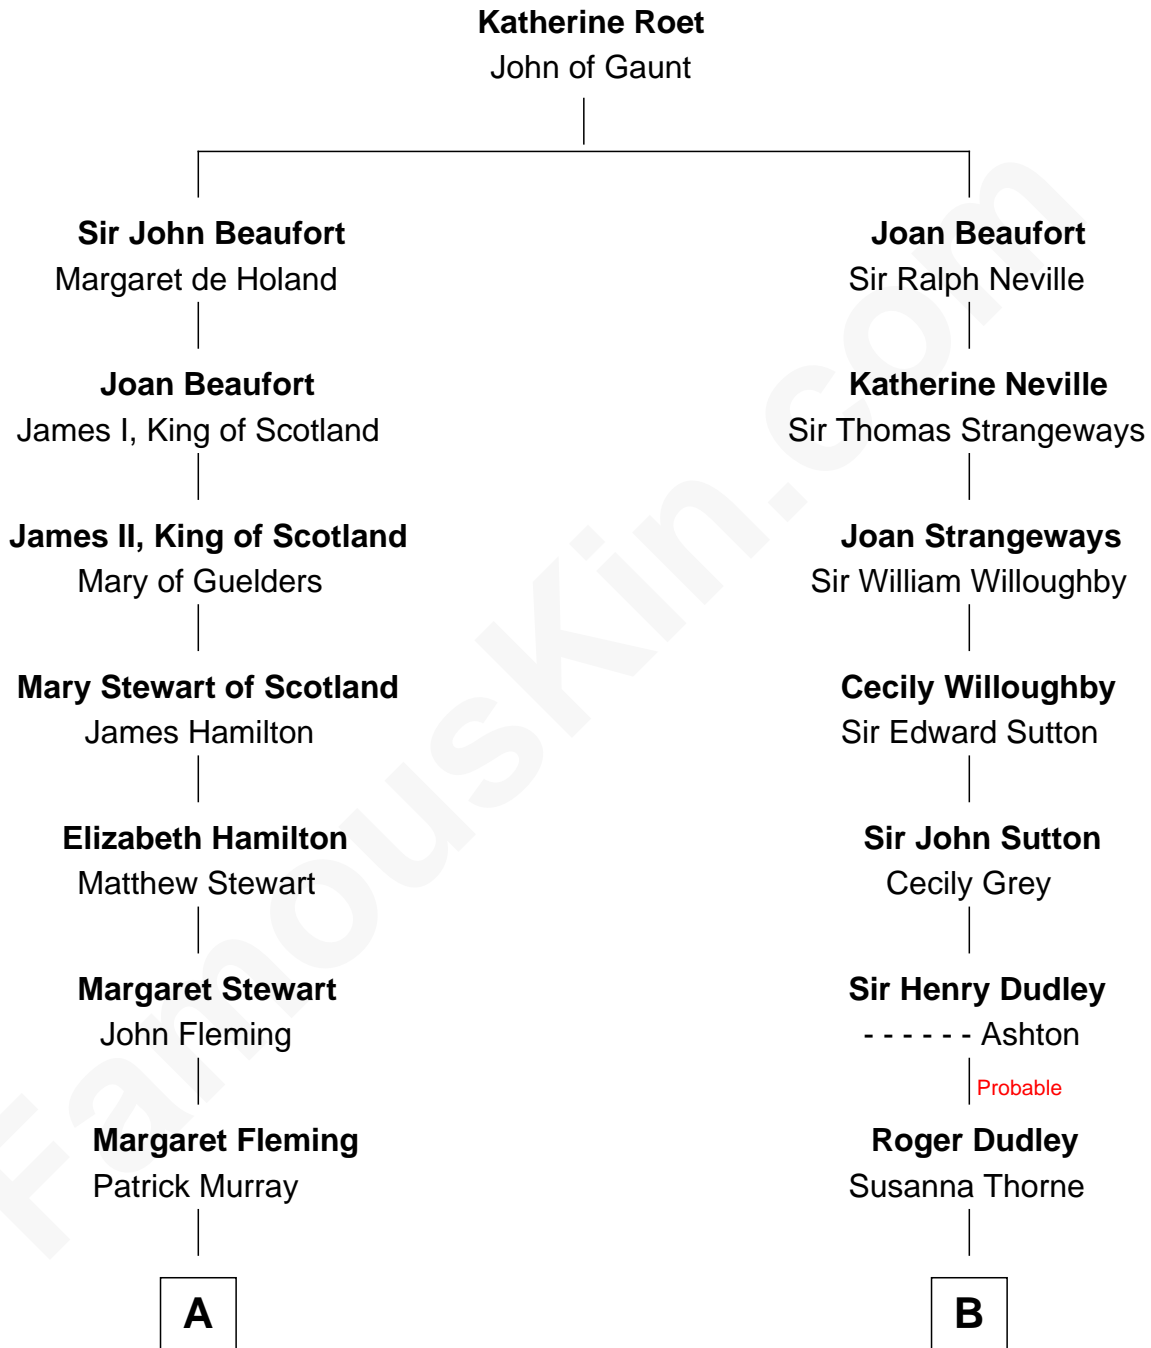 Katherine Roet
John of Gaunt
Sir John Beaufort
Margaret de Holand
Joan Beaufort
James I, King of Scotland
James II, King of Scotland
Mary of Guelders
Mary Stewart of Scotland
James Hamilton
Elizabeth Hamilton
Matthew Stewart
Margaret Stewart
John Fleming
Margaret Fleming
Patrick Murray
A
Joan Beaufort
Sir Ralph Neville
Katherine Neville
Sir Thomas Strangeways
Joan Strangeways
Sir William Willoughby
Cecily Willoughby
Sir Edward Sutton
Sir John Sutton
Cecily Grey
Sir Henry Dudley
- - - - - - Ashton
Probable
Roger Dudley
Susanna Thorne
B
FamousKin.com